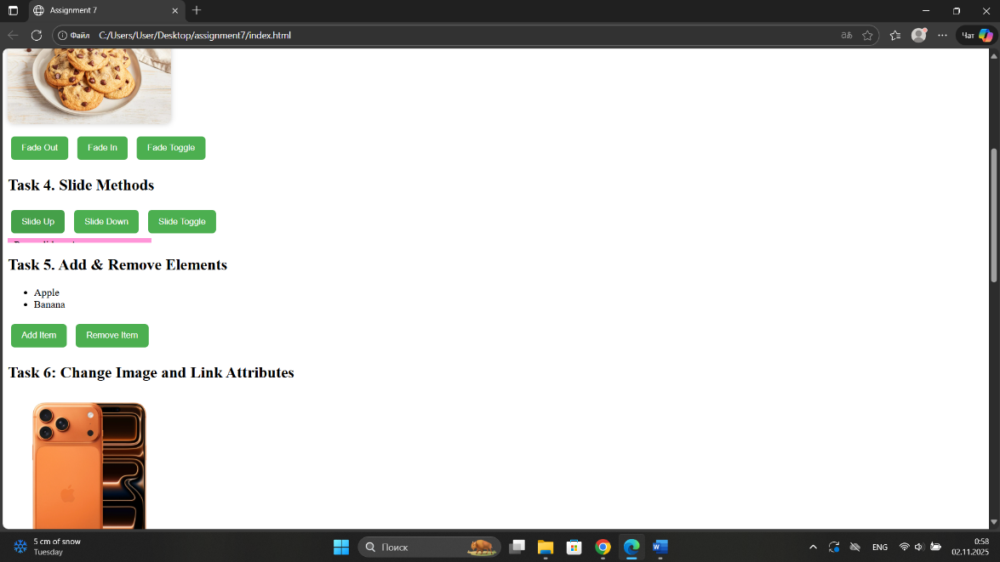 Assignment 7
Файл C:/Users/User/Desktop/assignment7/index.html
Чат
Fade Out Fade In Fade Toggle
Task 4. Slide Methods
Slide Up Slide Down Slide Toggle
Task 5. Add & Remove Elements
Apple
Banana
Add Item Remove Item
Task 6: Change Image and Link Attributes
5 cm of snow
Tuesday
Поиск
ENG
0:58
02.11.2025